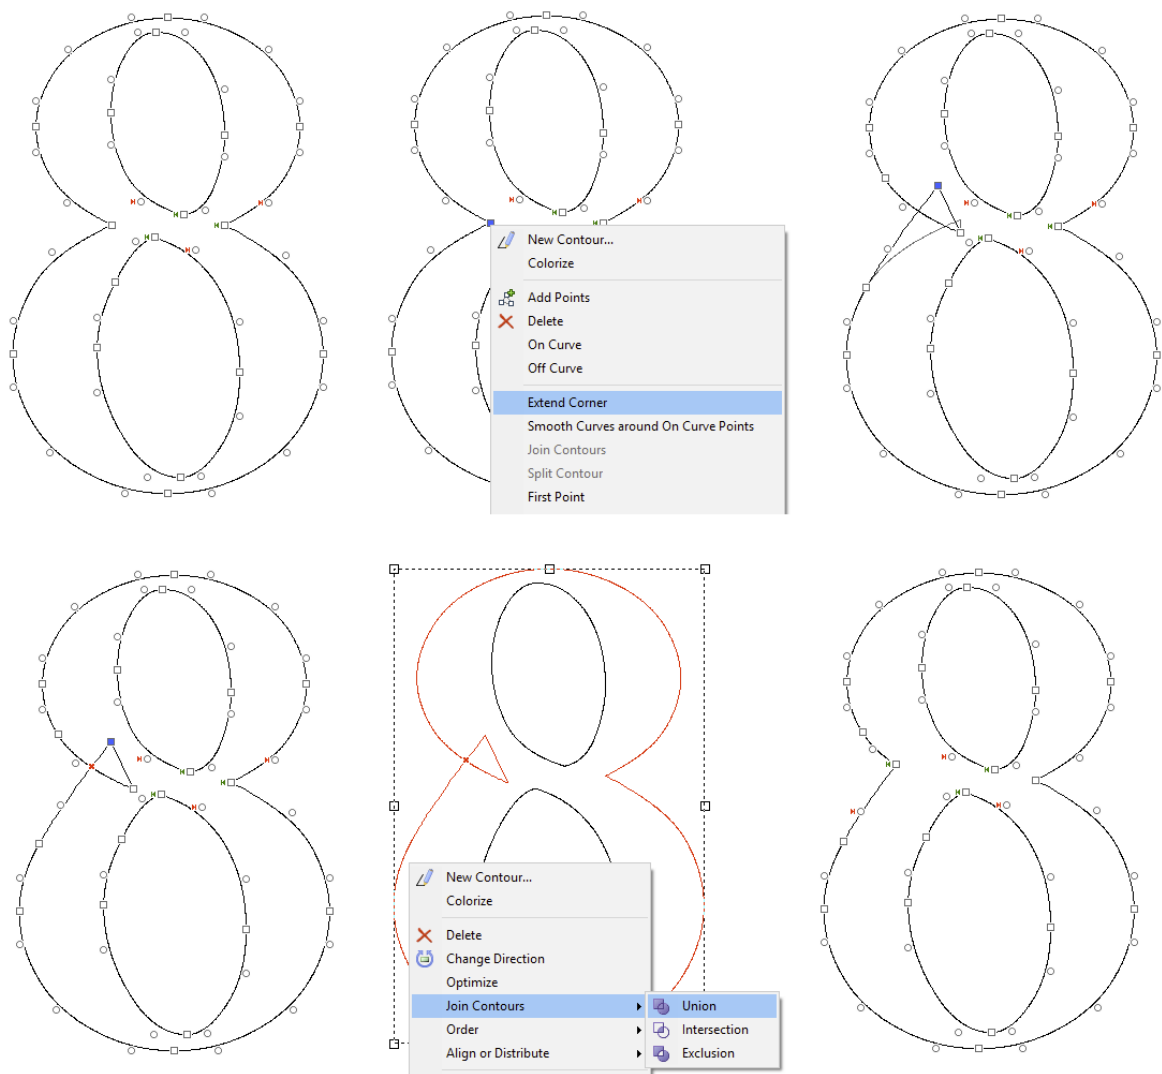 New Contour...
Colorize
Add Points
Delete
On Curve
Off Curve
Extend Corner
Smooth Curves around On Curve Points
Join Contours
Split Contour
First Point
New Contour...
Colorize
Delete
Change Direction
Optimize
Join Contours
Order
Align or Distribute
Union
Intersection
Exclusion